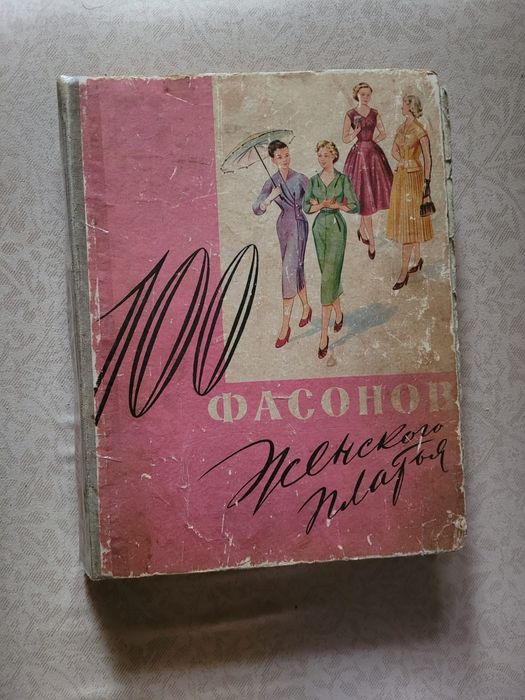 100
ФАСОНОВ
женского
платья